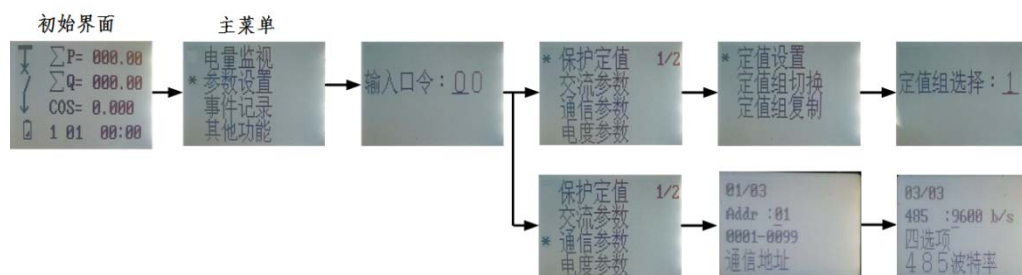 初始界面
主菜单
∑P= 000.00
∑Q= 000.00
COS= 0.000
1 01 00:00
电量监视
* 参数设置
事件记录
其他功能
输入口令：00
* 保护定值 1/2
交流参数
通信参数
电度参数
* 定值设置
定值组切换
定值组复制
定值组选择：1
保护定值 1/2
交流参数
* 通信参数
电度参数
01/03
Addr :01
0001-0099
通信地址
03/03
485 :9600 b/s
四选项
485波特率